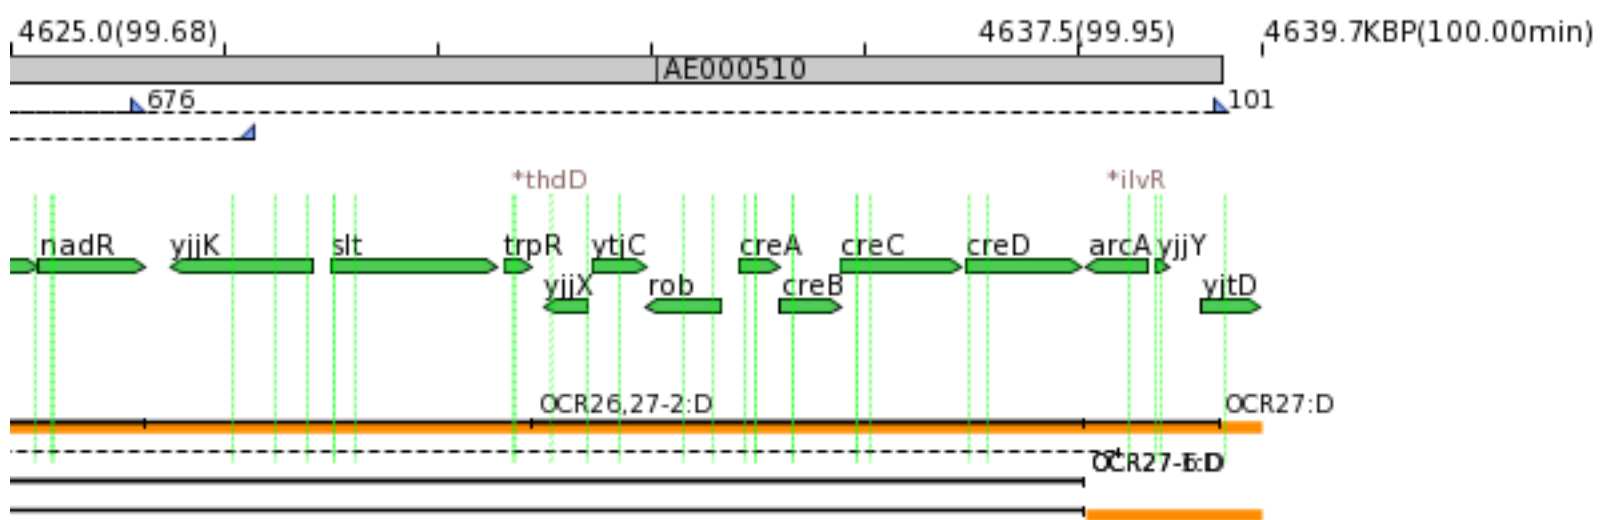 4625.0(99.68) 4637.5(99.95) 4639.7KBP(100.00min)
AE000510
676 101
*thdD *ilvR
nadR yjjK slt trpR ytjC creA creC creD arcA yjjY
yjjX rob creB yjtD
OCR26,27-2:D OCR27:D